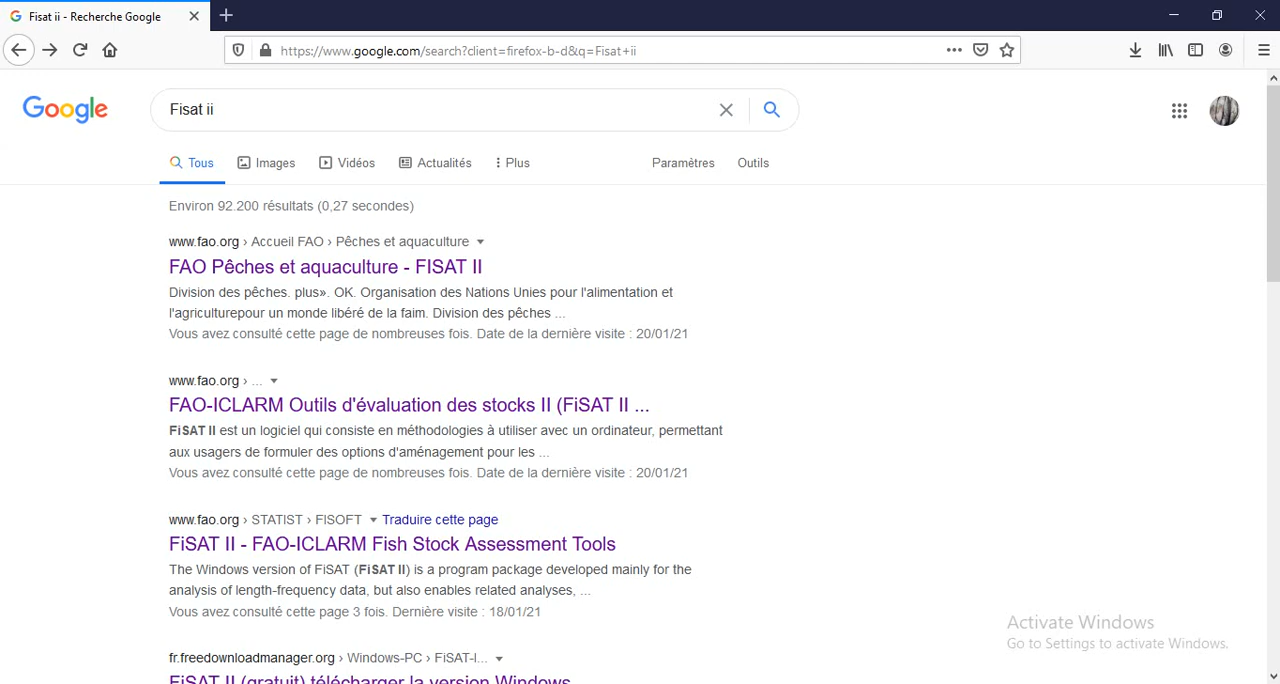 Fisat ii - Recherche Google
https://www.google.com/search?client=firefox-b-d&q=Fisat+ii
Google
Fisat ii
Tous Images Vidéos Actualités Plus Paramètres Outils
Environ 92.200 résultats (0,27 secondes)
www.fao.org › Accueil FAO › Pêches et aquaculture
FAO Pêches et aquaculture - FISAT II
Division des pêches. plus». OK. Organisation des Nations Unies pour l'alimentation et
l'agriculturepour un monde libéré de la faim. Division des pêches ...
Vous avez consulté cette page de nombreuses fois. Date de la dernière visite : 20/01/21
www.fao.org › ...
FAO-ICLARM Outils d'évaluation des stocks II (FiSAT II ...
FiSAT II est un logiciel qui consiste en méthodologies à utiliser avec un ordinateur, permettant
aux usagers de formuler des options d'aménagement pour les ...
Vous avez consulté cette page de nombreuses fois. Date de la dernière visite : 20/01/21
www.fao.org › STATIST › FISOFT Traduire cette page
FiSAT II - FAO-ICLARM Fish Stock Assessment Tools
The Windows version of FiSAT (FiSAT II) is a program package developed mainly for the
analysis of length-frequency data, but also enables related analyses, ...
Vous avez consulté cette page 3 fois. Dernière visite : 18/01/21
Activate Windows
Go to Settings to activate Windows.
fr.freedownloadmanager.org › Windows-PC › FiSAT-I...
FiSAT II (gratuit) télécharger la version Windows